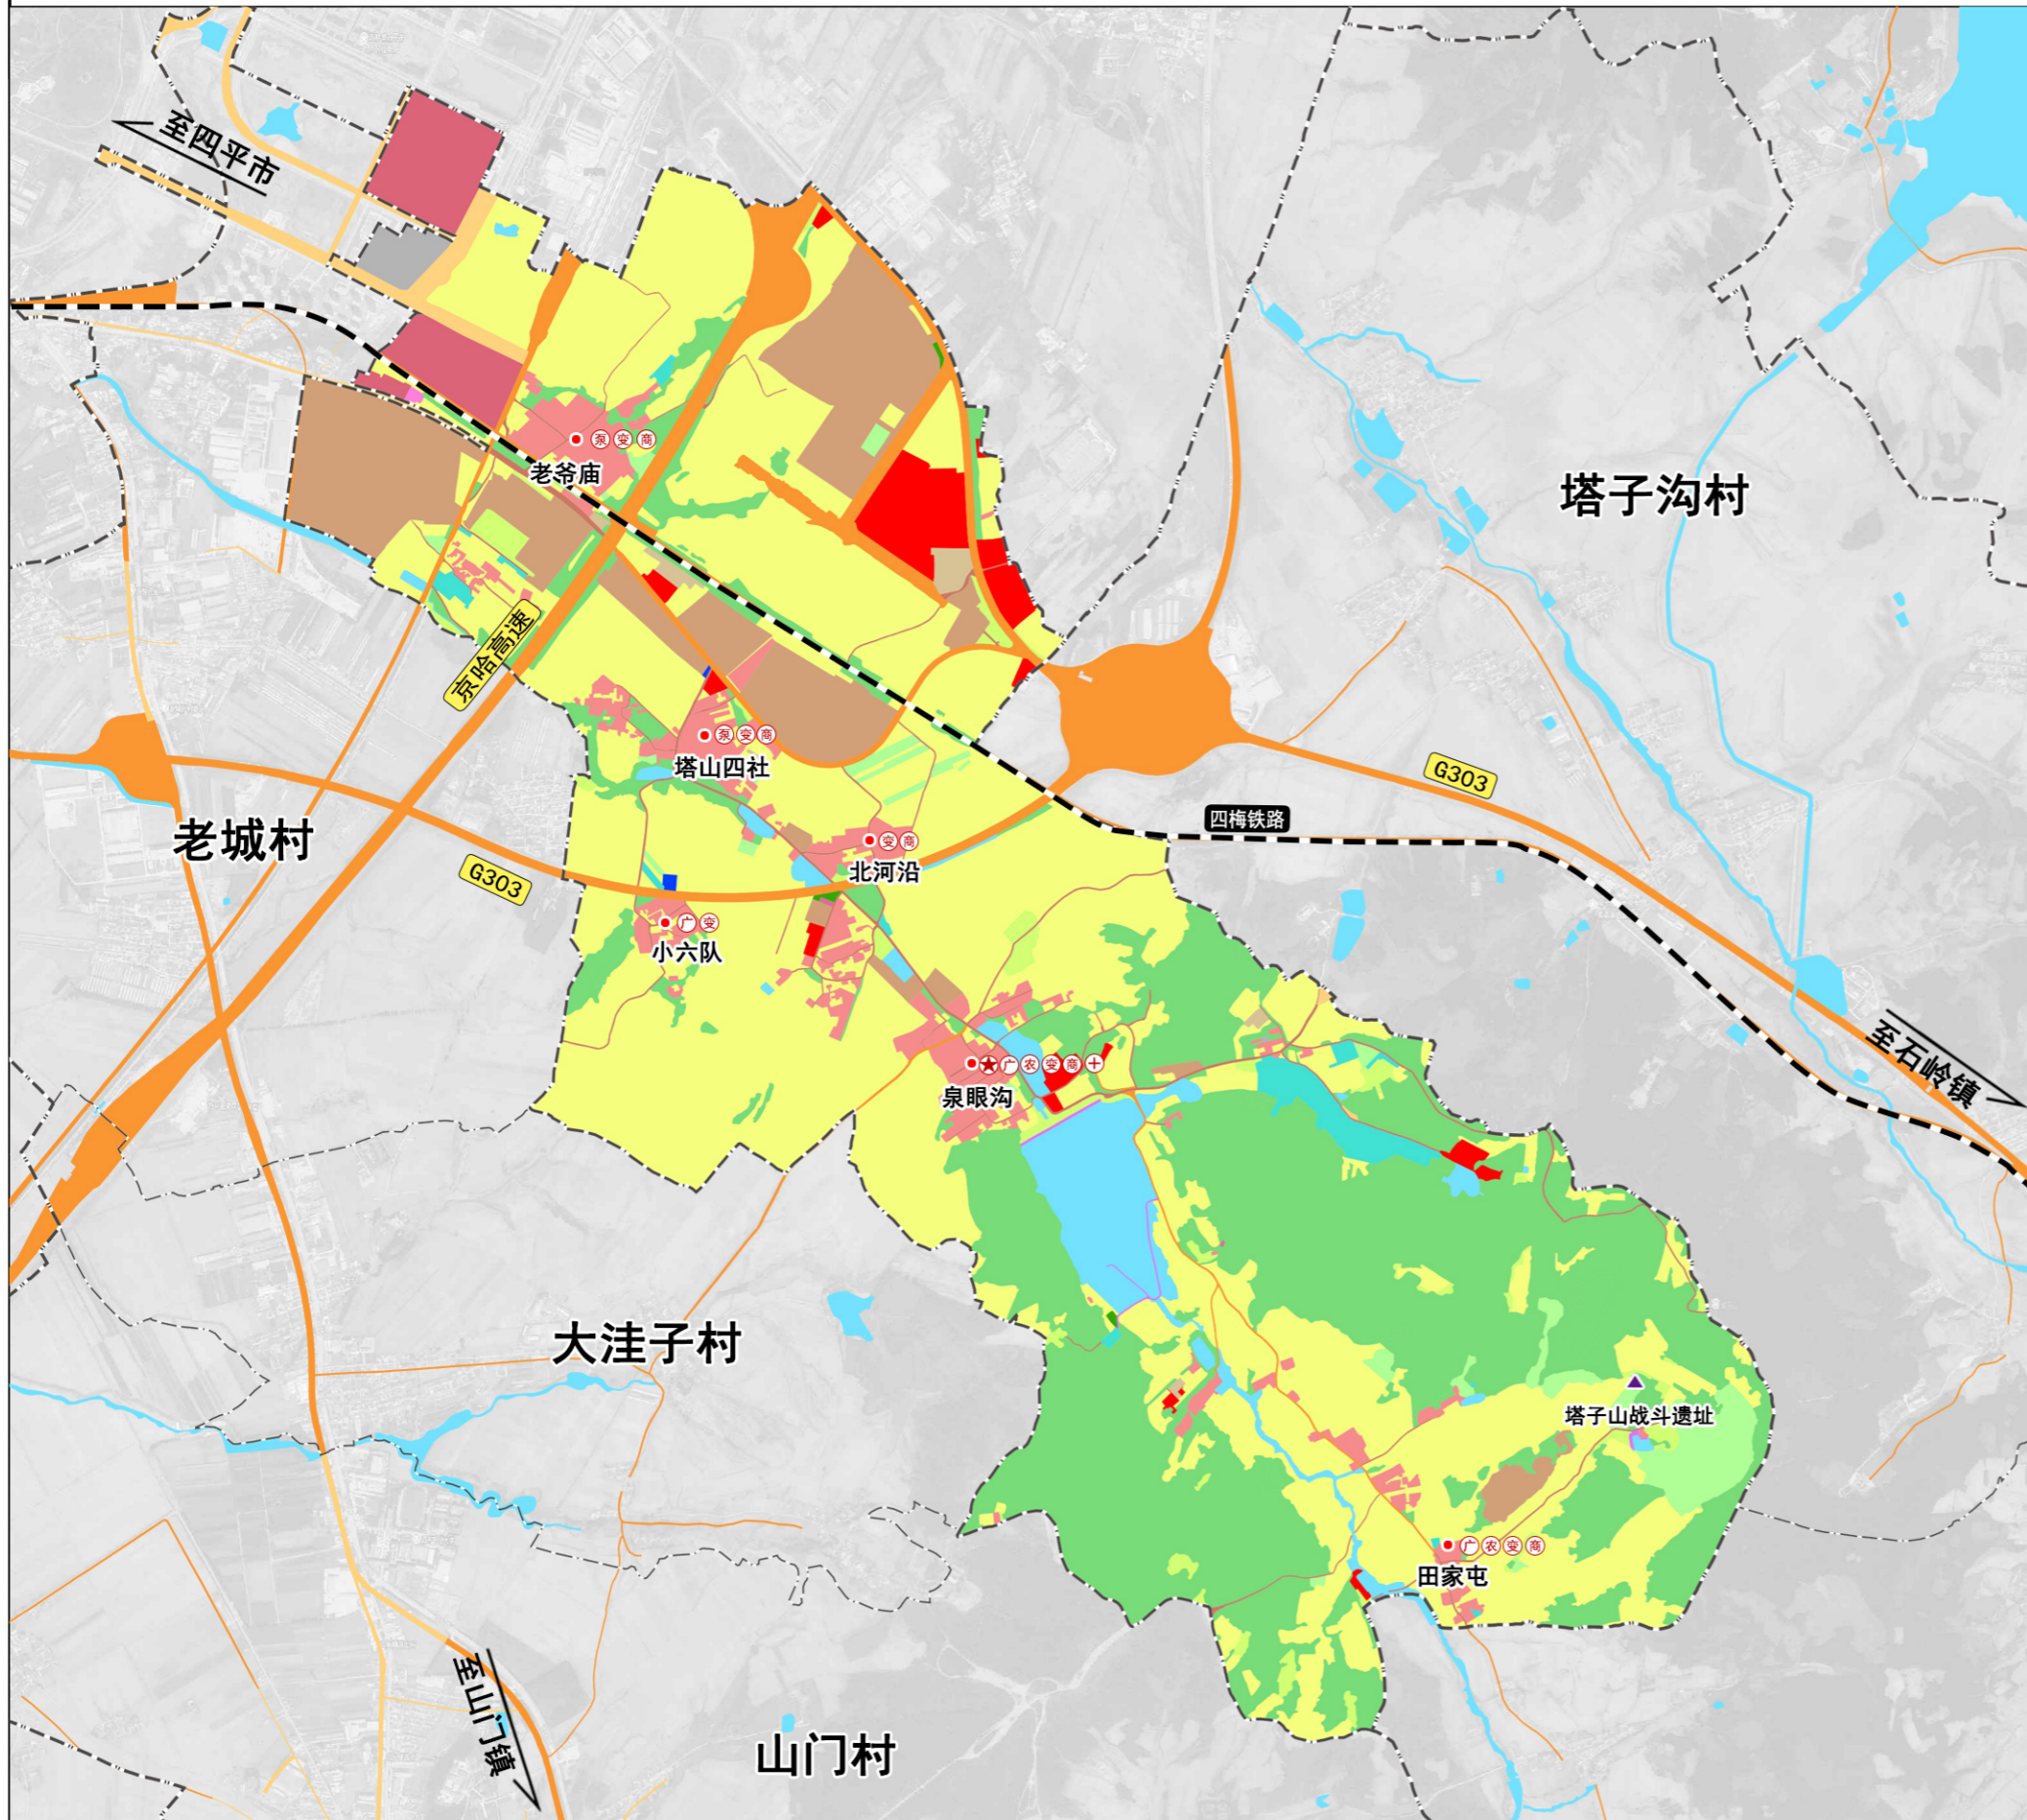 至四平市
泵 变 商
老爷庙
塔子沟村
京哈高速
泵 变 商
塔山四社
G303
四梅铁路
老城村
变 商
北河沿
G303
广 变
小六队
至石岭镇
广 农 变 商
泉眼沟
大洼子村
塔子山战斗遗址
广 农 变 商
田家屯
至山门镇
山门村